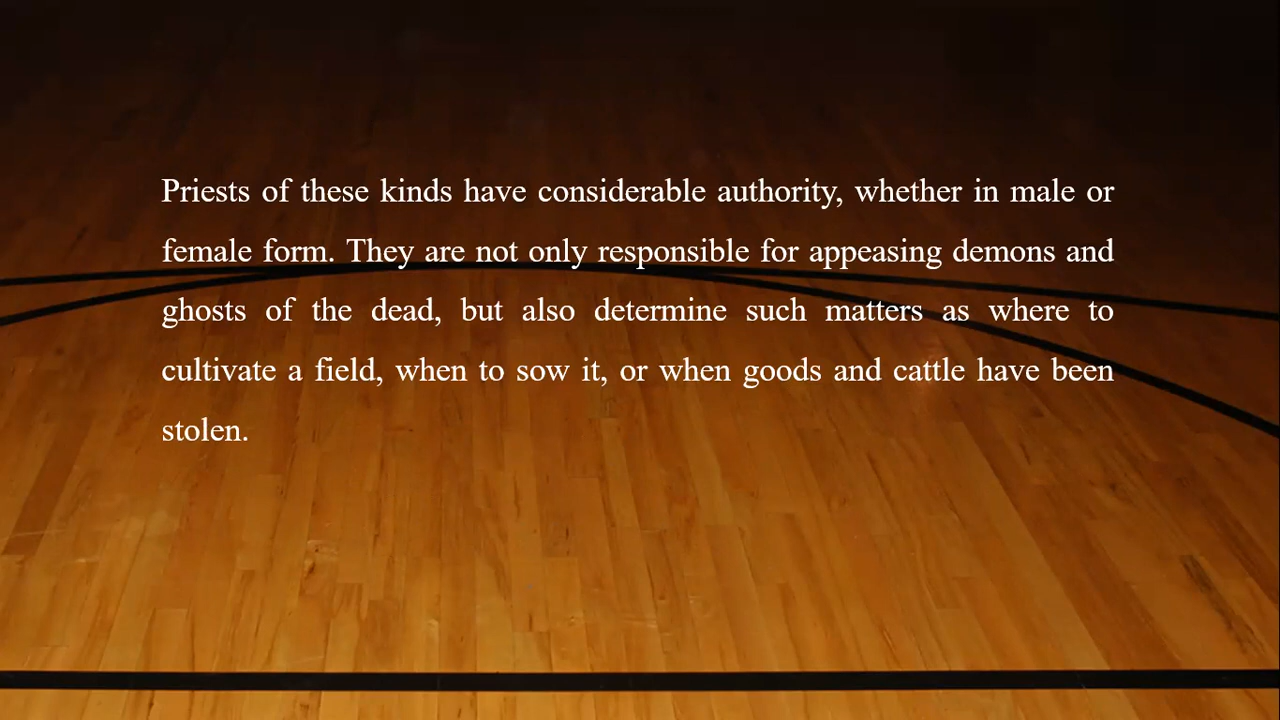 Priests of these kinds have considerable authority, whether in male or
female form. They are not only responsible for appeasing demons and
ghosts of the dead, but also determine such matters as where to
cultivate a field, when to sow it, or when goods and cattle have been
stolen.